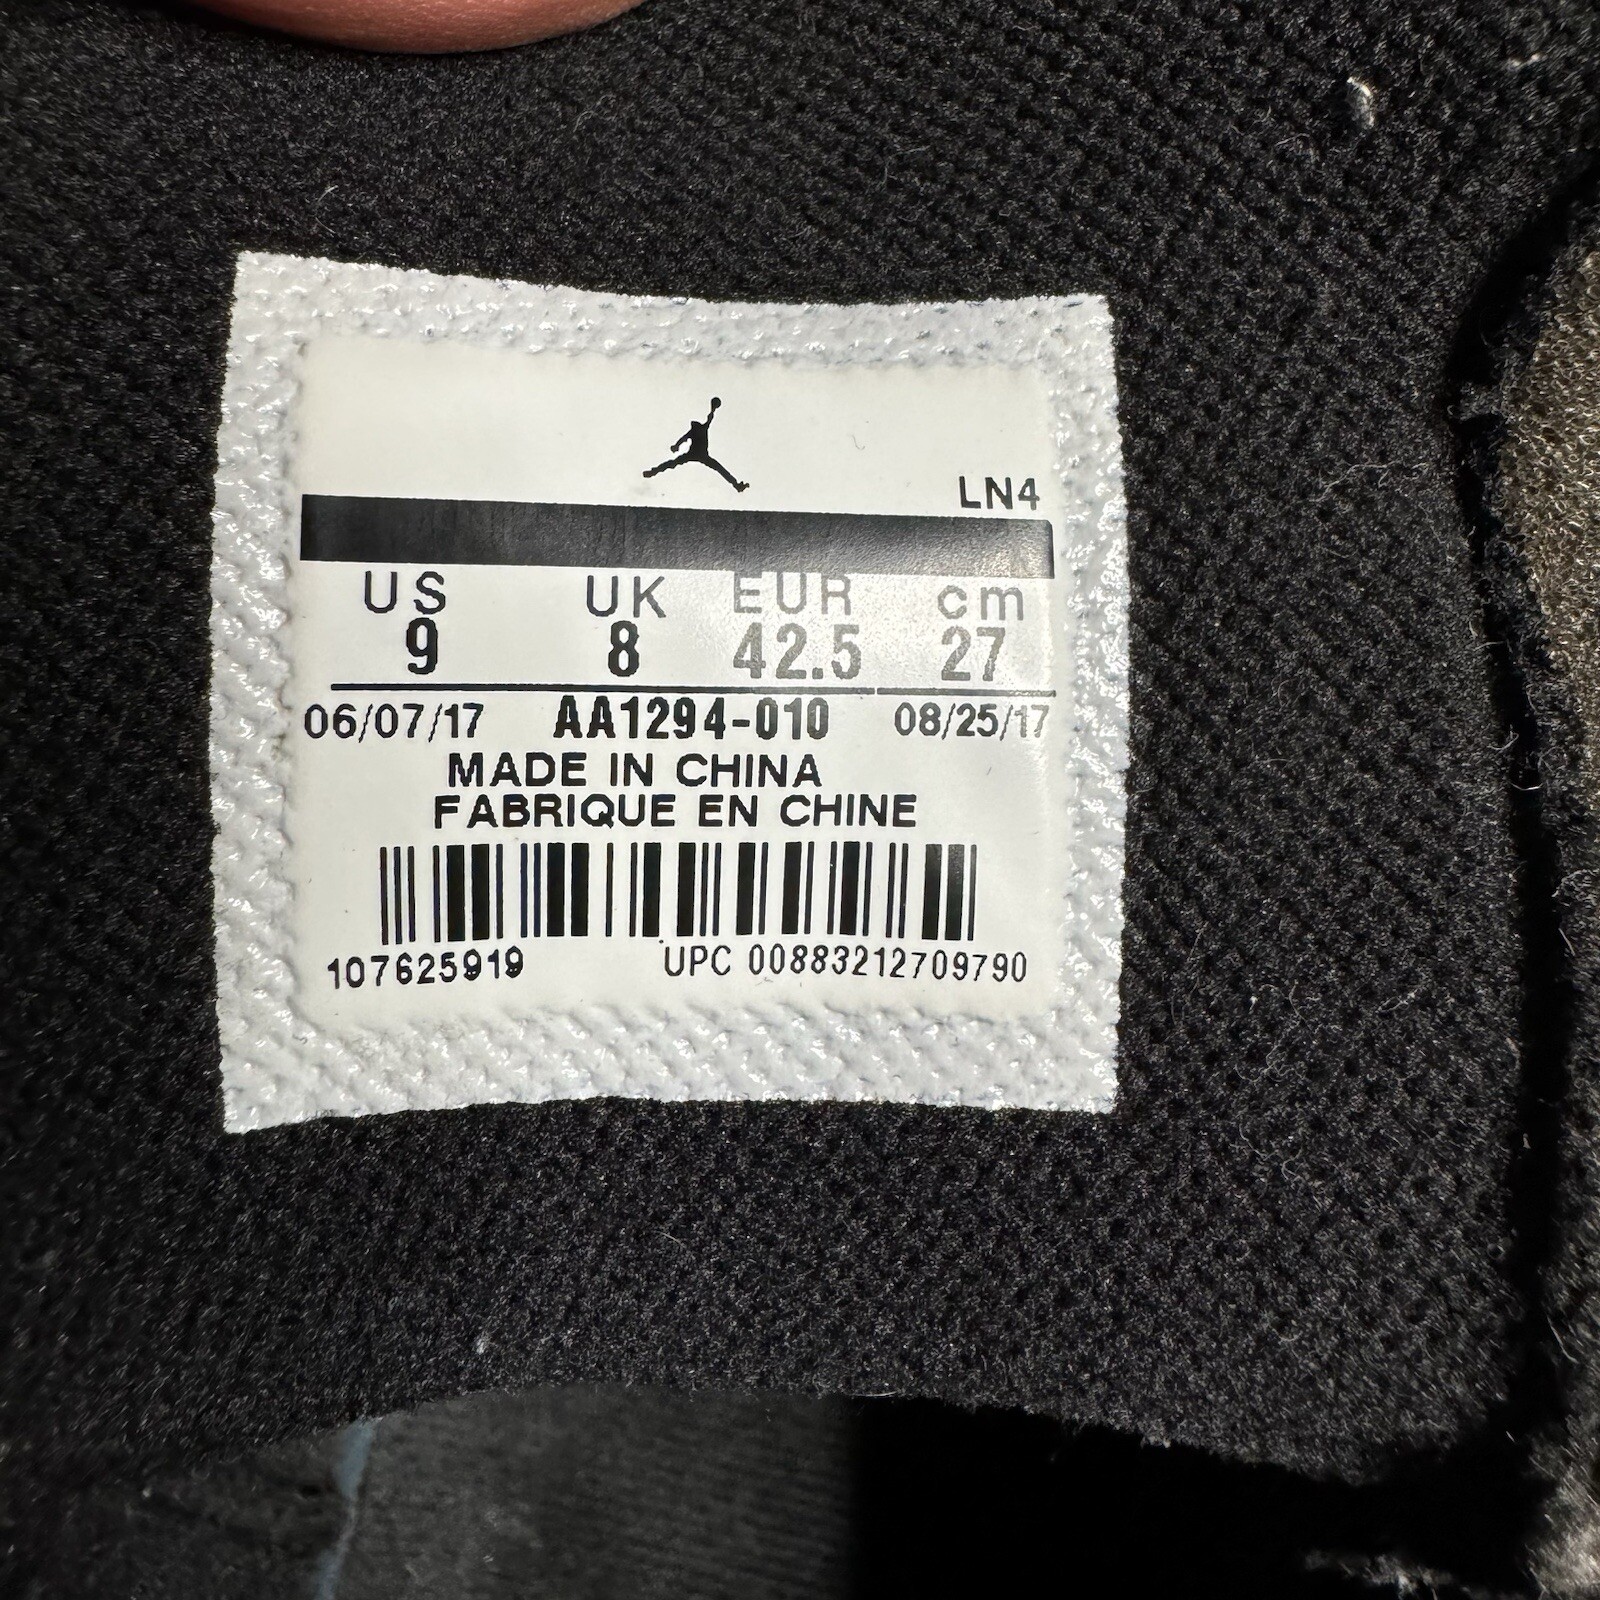 LN4
US UK EUR cm
9 8 42.5 27
06/07/17 AA1294-010 08/25/17
MADE IN CHINA
FABRIQUE EN CHINE
107625919 UPC 00883212709790